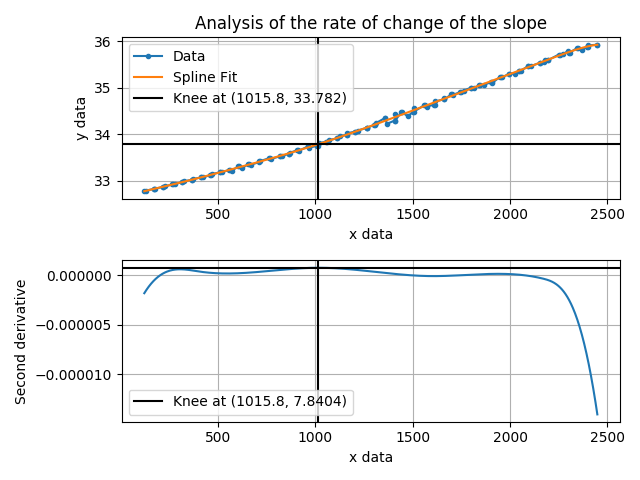 Analysis of the rate of change of the slope
36
35
34
33
y data
Data
Spline Fit
Knee at (1015.8, 33.782)
500
1000
1500
2000
2500
x data
0.000000
−0.000005
−0.000010
Second derivative
Knee at (1015.8, 7.8404)
500
1000
1500
2000
2500
x data